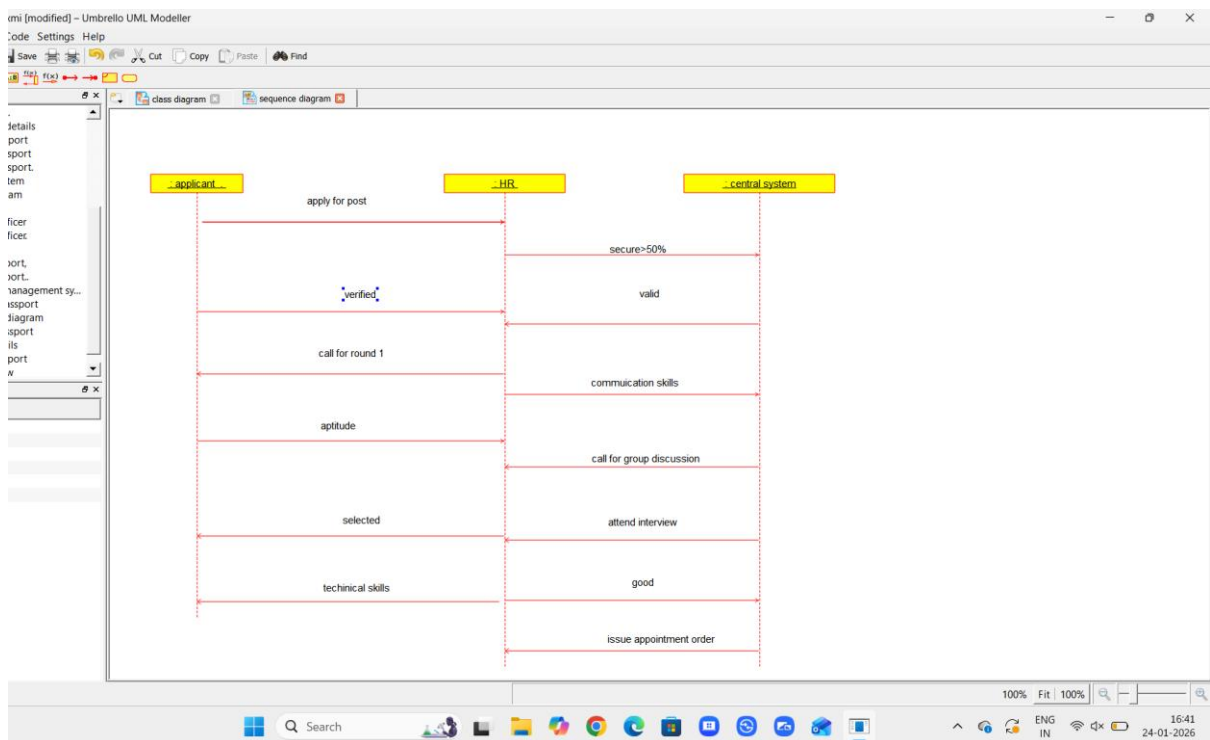 xmi [modified] – Umbrello UML Modeller
Code Settings Help
Save Cut Copy Paste Find
class diagram sequence diagram
details
port
sport
sport.
tem
am
ficer
ficer.
port,
port..
management sy...
assport
diagram
ssport
ils
port
w
: applicant . : HR. : central system
apply for post
secure>50%
verified valid
call for round 1
commuication skills
aptitude
call for group discussion
selected attend interview
techinical skills good
issue appointment order
100% Fit 100%
Search
ENG
IN
16:41
24-01-2026